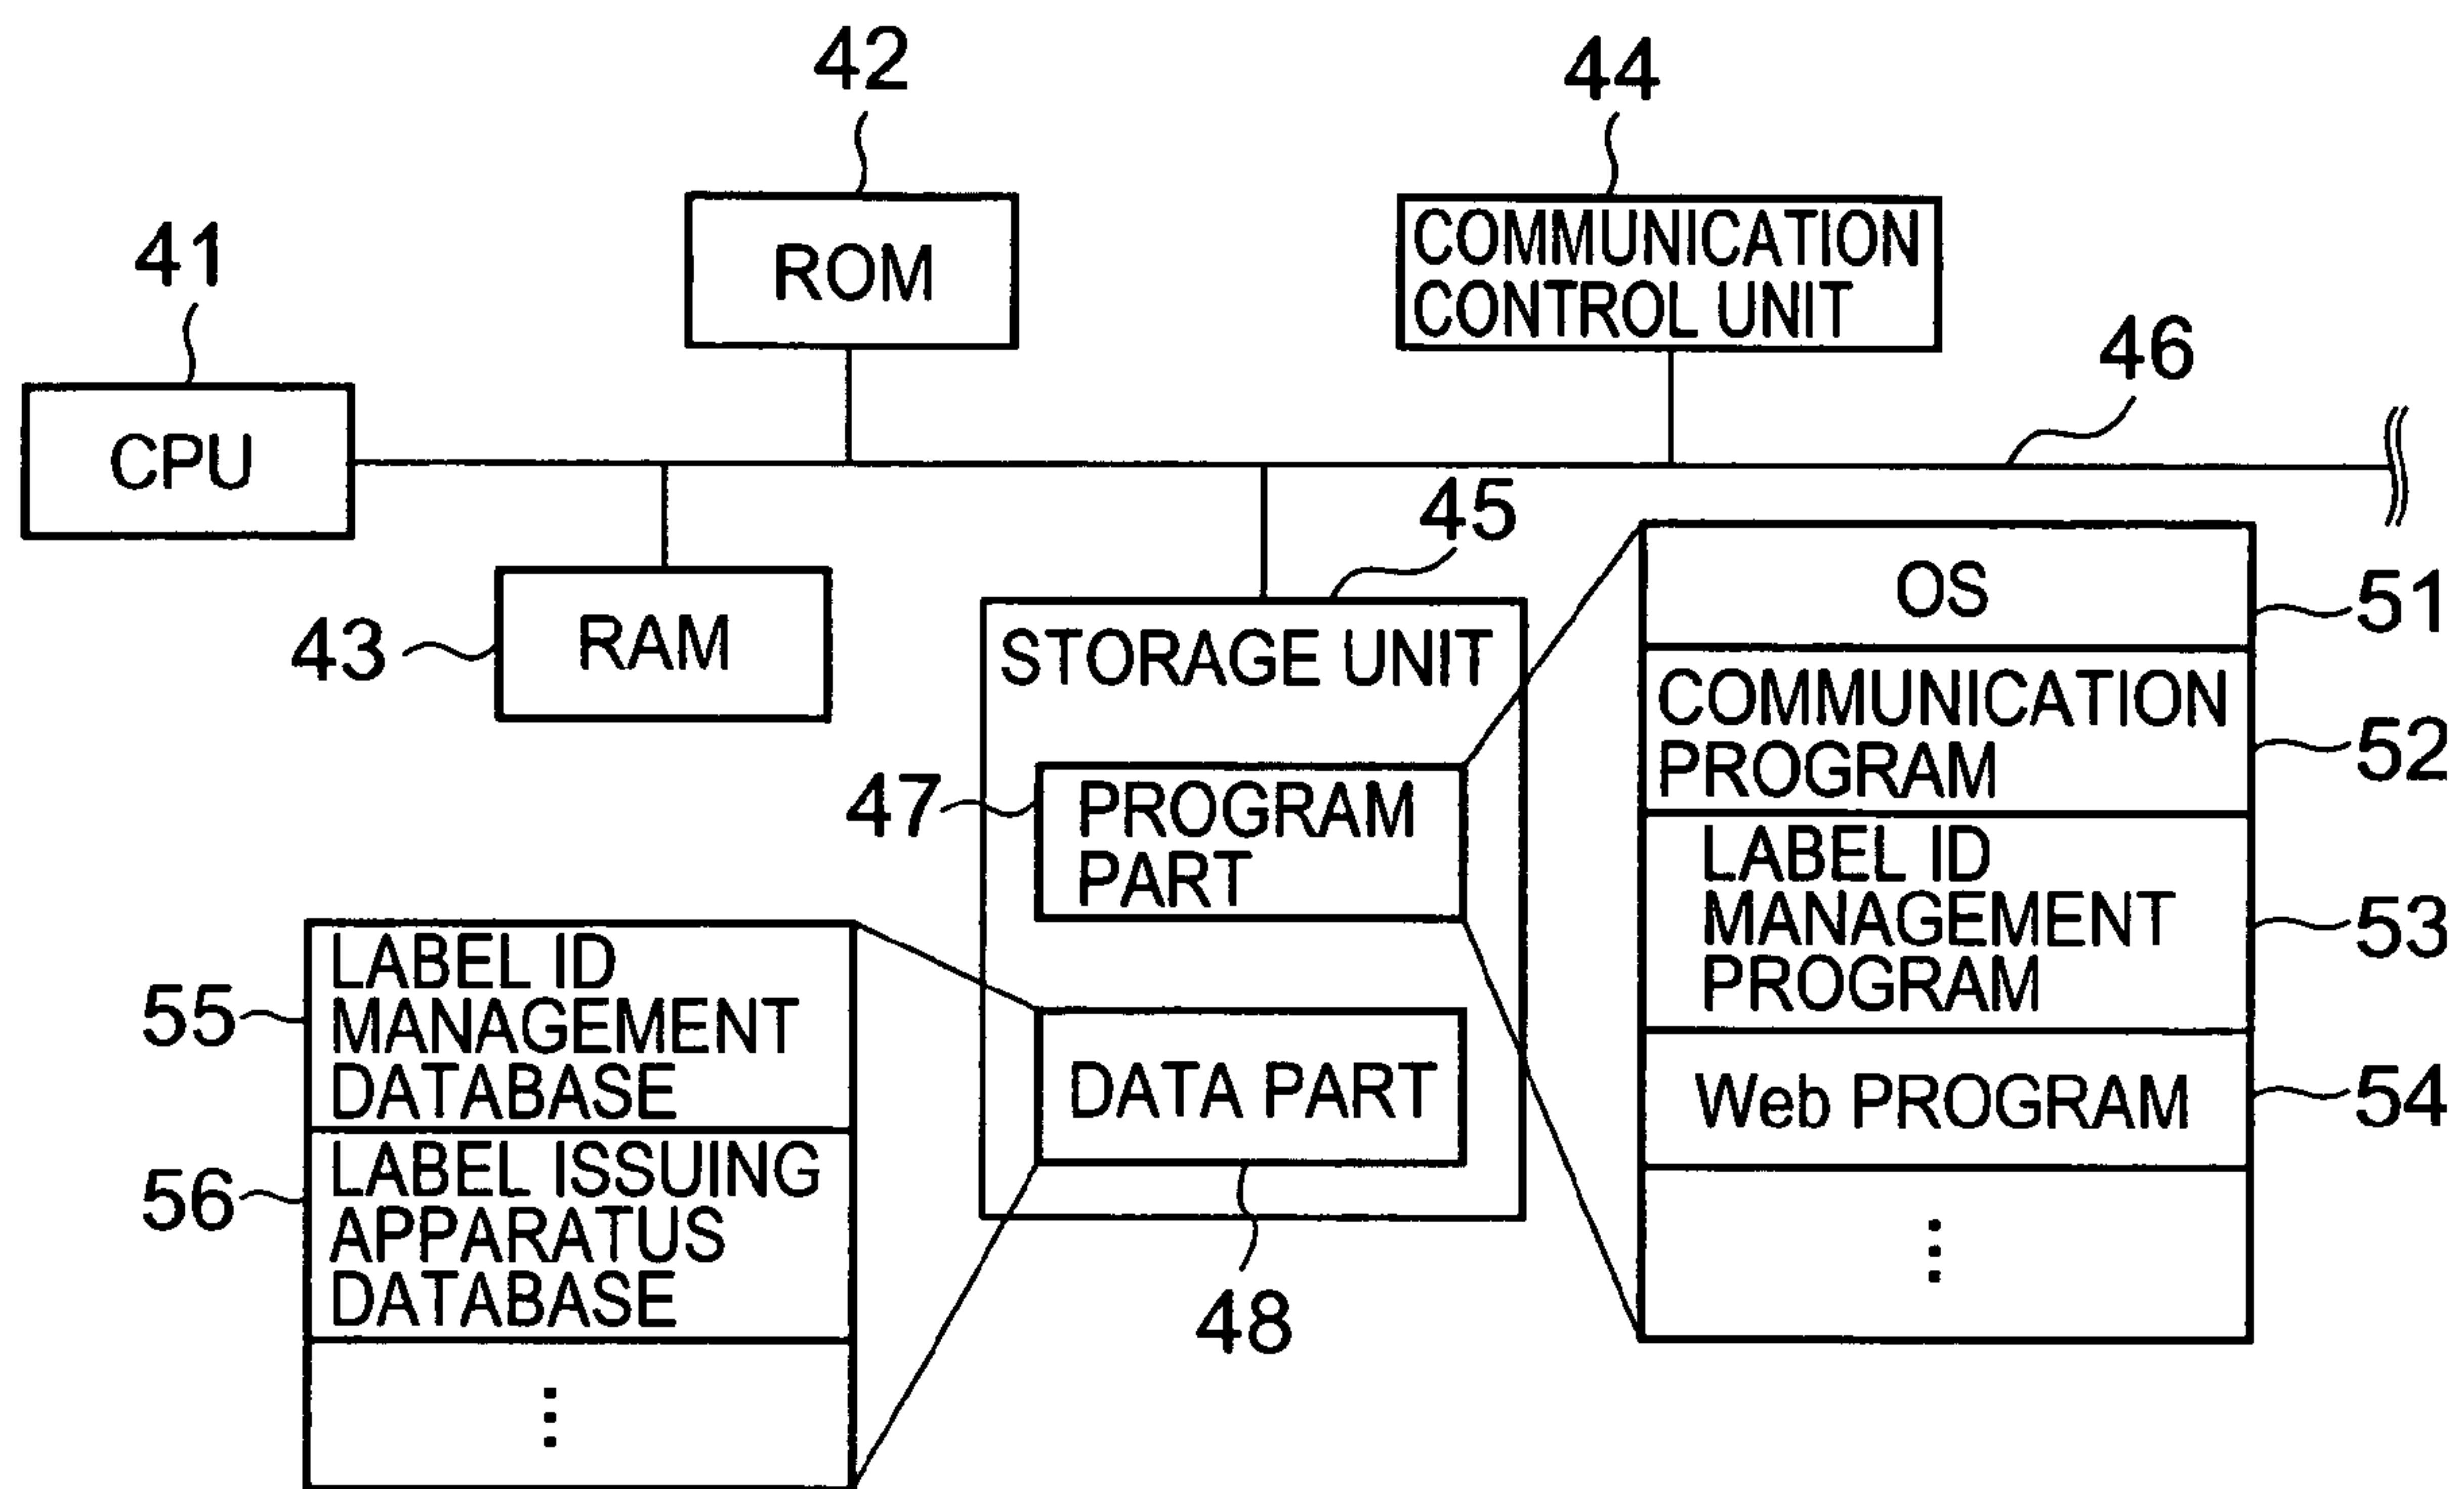 42
44
41
ROM
COMMUNICATION
CONTROL UNIT
46
CPU
45
43
RAM
STORAGE UNIT
47
PROGRAM
PART
DATA PART
48
OS
51
COMMUNICATION
PROGRAM
52
LABEL ID
MANAGEMENT
PROGRAM
53
Web PROGRAM
54
⋮
55
LABEL ID
MANAGEMENT
DATABASE
56
LABEL ISSUING
APPARATUS
DATABASE
⋮